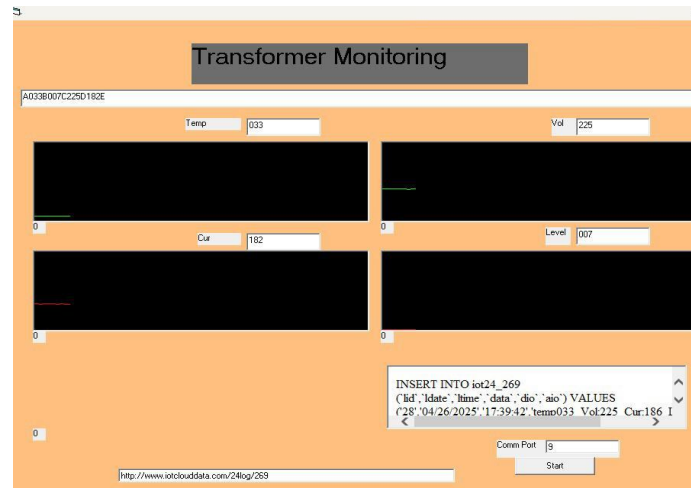 Transformer Monitoring
A033B007C225D182E
Temp 033
Vol 225
0
0
Cur 182
Level 007
0
0
INSERT INTO iot24_269
(`lid`,`ldate`,`ltime`,`data`,`dio`,`aio`) VALUES
('28','04/26/2025','17:39:42','temp033 Vol:225 Cur:186
0
Comm Port 9
Start
http://www.iotclouddata.com/24log/269